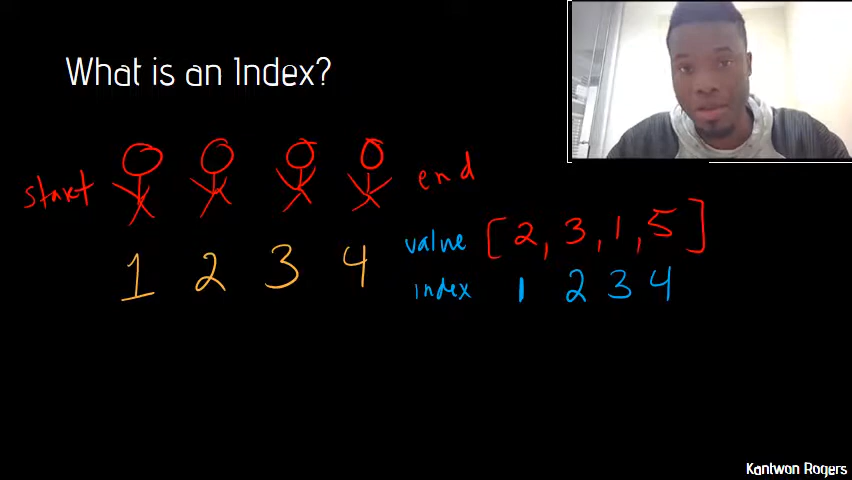 What is an Index?
start end
1 2 3 4
value [2, 3, 1, 5]
index 1 2 3 4
Kantwon Rogers